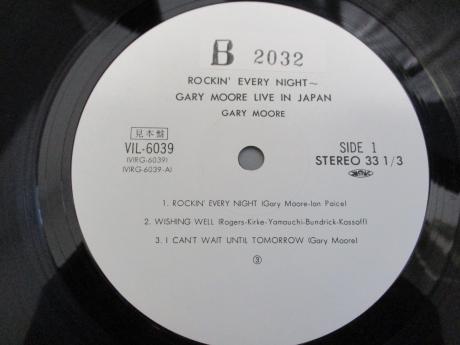 B 2032
ROCKIN' EVERY NIGHT~
GARY MOORE LIVE IN JAPAN
GARY MOORE
見本盤
VIL-6039
(VIRG-6039)
(VIRG-6039-A)
SIDE 1
STEREO 33 1/3
1. ROCKIN' EVERY NIGHT (Gary Moore-Ian Paice)
2. WISHING WELL (Rogers-Kirke-Yamauchi-Bundrick-Kossoff)
3. I CAN'T WAIT UNTIL TOMORROW (Gary Moore)
③